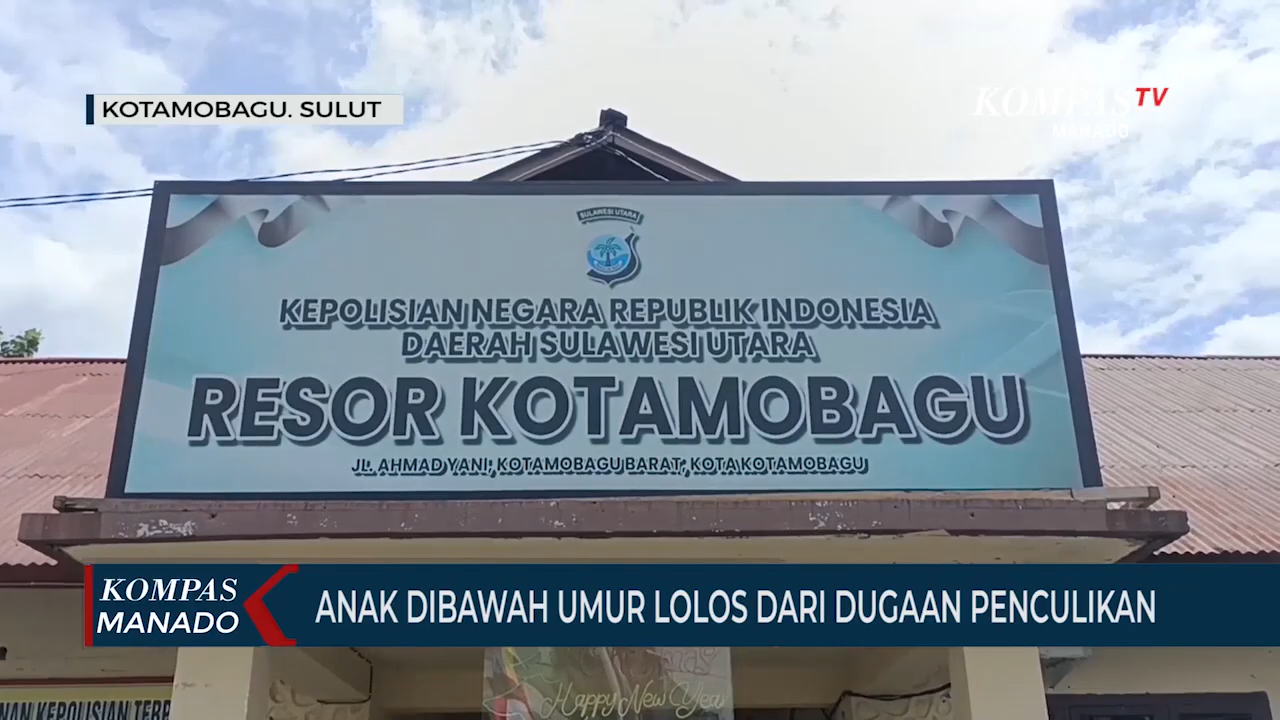 KOTAMOBAGU. SULUT
KOMPAS TV
MANADO
SULAWESI UTARA
KEPOLISIAN NEGARA REPUBLIK INDONESIA
DAERAH SULAWESI UTARA
RESOR KOTAMOBAGU
JL. AHMAD YANI, KOTAMOBAGU BARAT, KOTA KOTAMOBAGU
KOMPAS
MANADO
ANAK DIBAWAH UMUR LOLOS DARI DUGAAN PENCULIKAN
Happy New Year
KEPOLISIAN